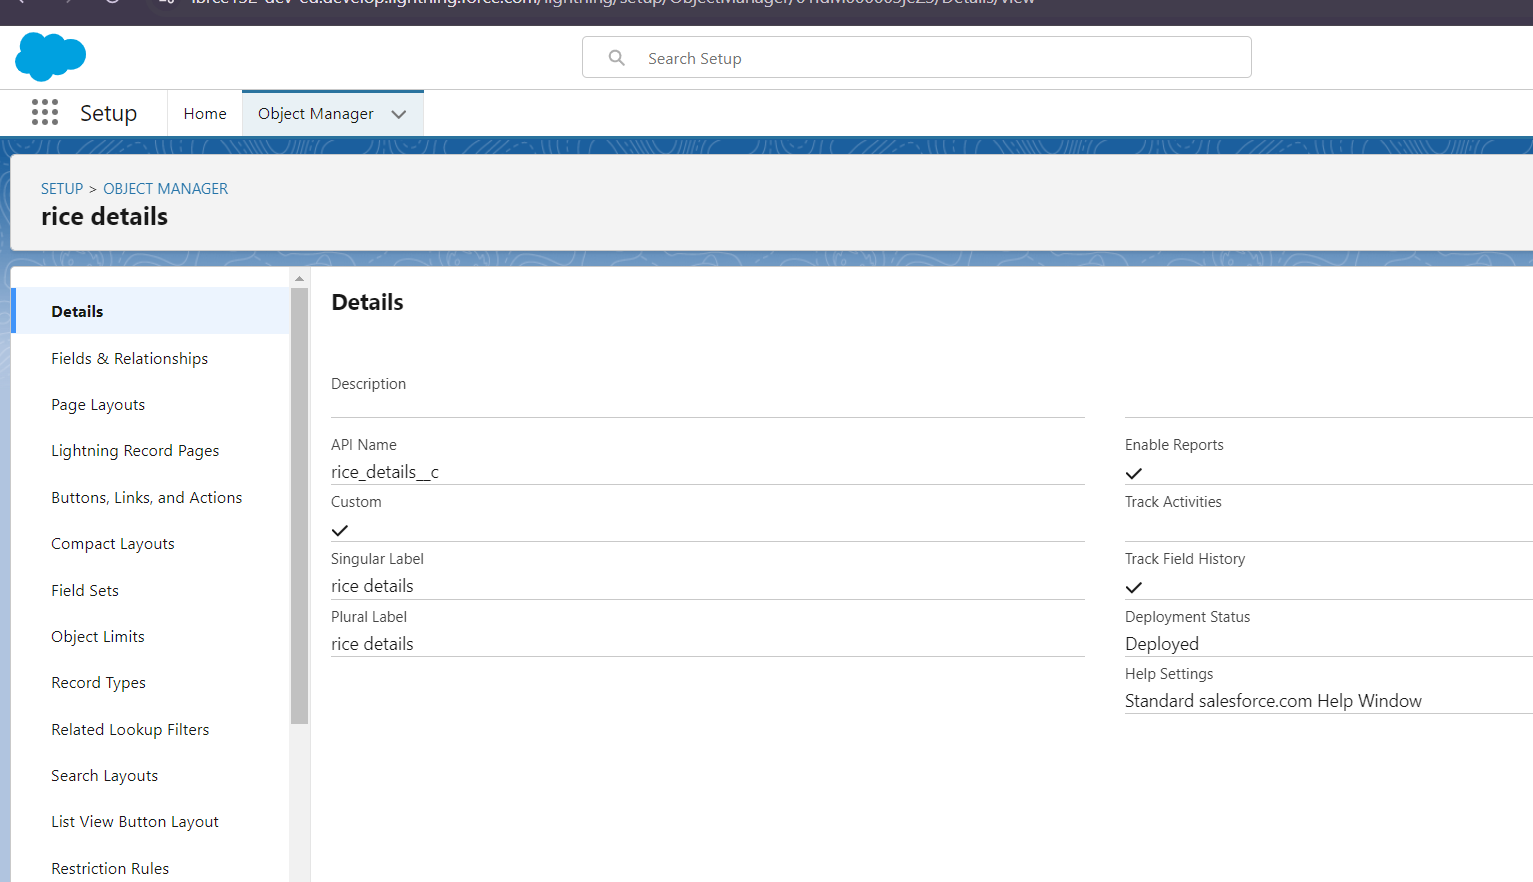 Search Setup
Setup
Home
Object Manager
SETUP > OBJECT MANAGER
rice details
Details
Fields & Relationships
Page Layouts
Lightning Record Pages
Buttons, Links, and Actions
Compact Layouts
Field Sets
Object Limits
Record Types
Related Lookup Filters
Search Layouts
List View Button Layout
Restriction Rules
Details
Description
API Name
rice_details__c
Custom
Singular Label
rice details
Plural Label
rice details
Enable Reports
Track Activities
Track Field History
Deployment Status
Deployed
Help Settings
Standard salesforce.com Help Window